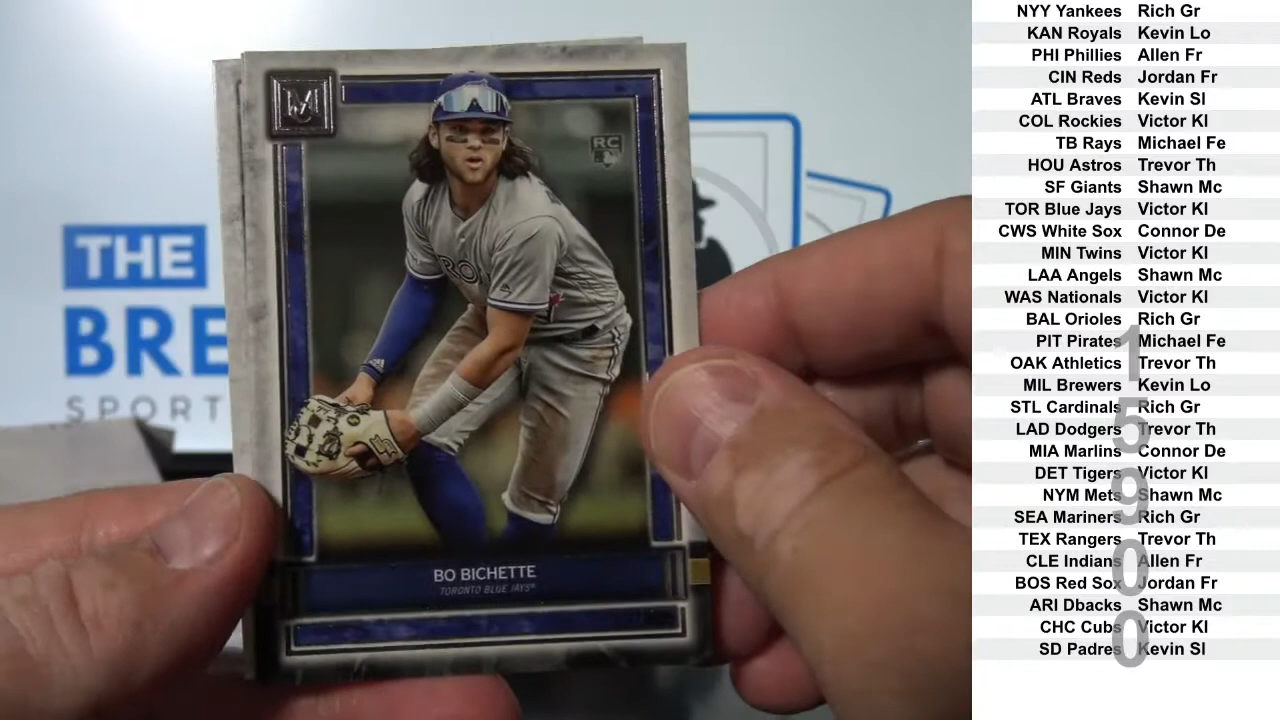 THE
BRE
SPORT
M
RC
BO BICHETTE
TORONTO BLUE JAYS®
NYY Yankees Rich Gr
KAN Royals Kevin Lo
PHI Phillies Allen Fr
CIN Reds Jordan Fr
ATL Braves Kevin Sl
COL Rockies Victor Kl
TB Rays Michael Fe
HOU Astros Trevor Th
SF Giants Shawn Mc
TOR Blue Jays Victor Kl
CWS White Sox Connor De
MIN Twins Victor Kl
LAA Angels Shawn Mc
WAS Nationals Victor Kl
BAL Orioles Rich Gr
PIT Pirates Michael Fe
OAK Athletics Trevor Th
MIL Brewers Kevin Lo
STL Cardinals Rich Gr
LAD Dodgers Trevor Th
MIA Marlins Connor De
DET Tigers Victor Kl
NYM Mets Shawn Mc
SEA Mariners Rich Gr
TEX Rangers Trevor Th
CLE Indians Allen Fr
BOS Red Sox Jordan Fr
ARI Dbacks Shawn Mc
CHC Cubs Victor Kl
SD Padres Kevin Sl
15900